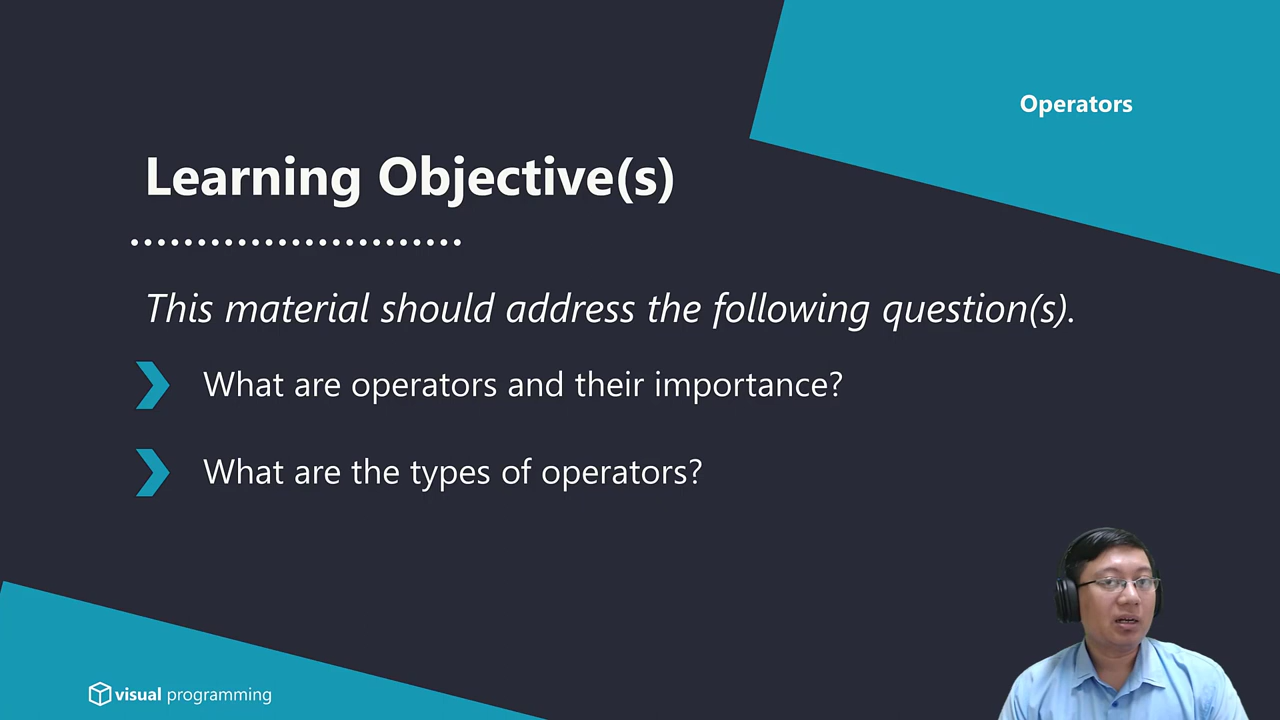 Operators
Learning Objective(s)
This material should address the following question(s).
What are operators and their importance?
What are the types of operators?
visual programming